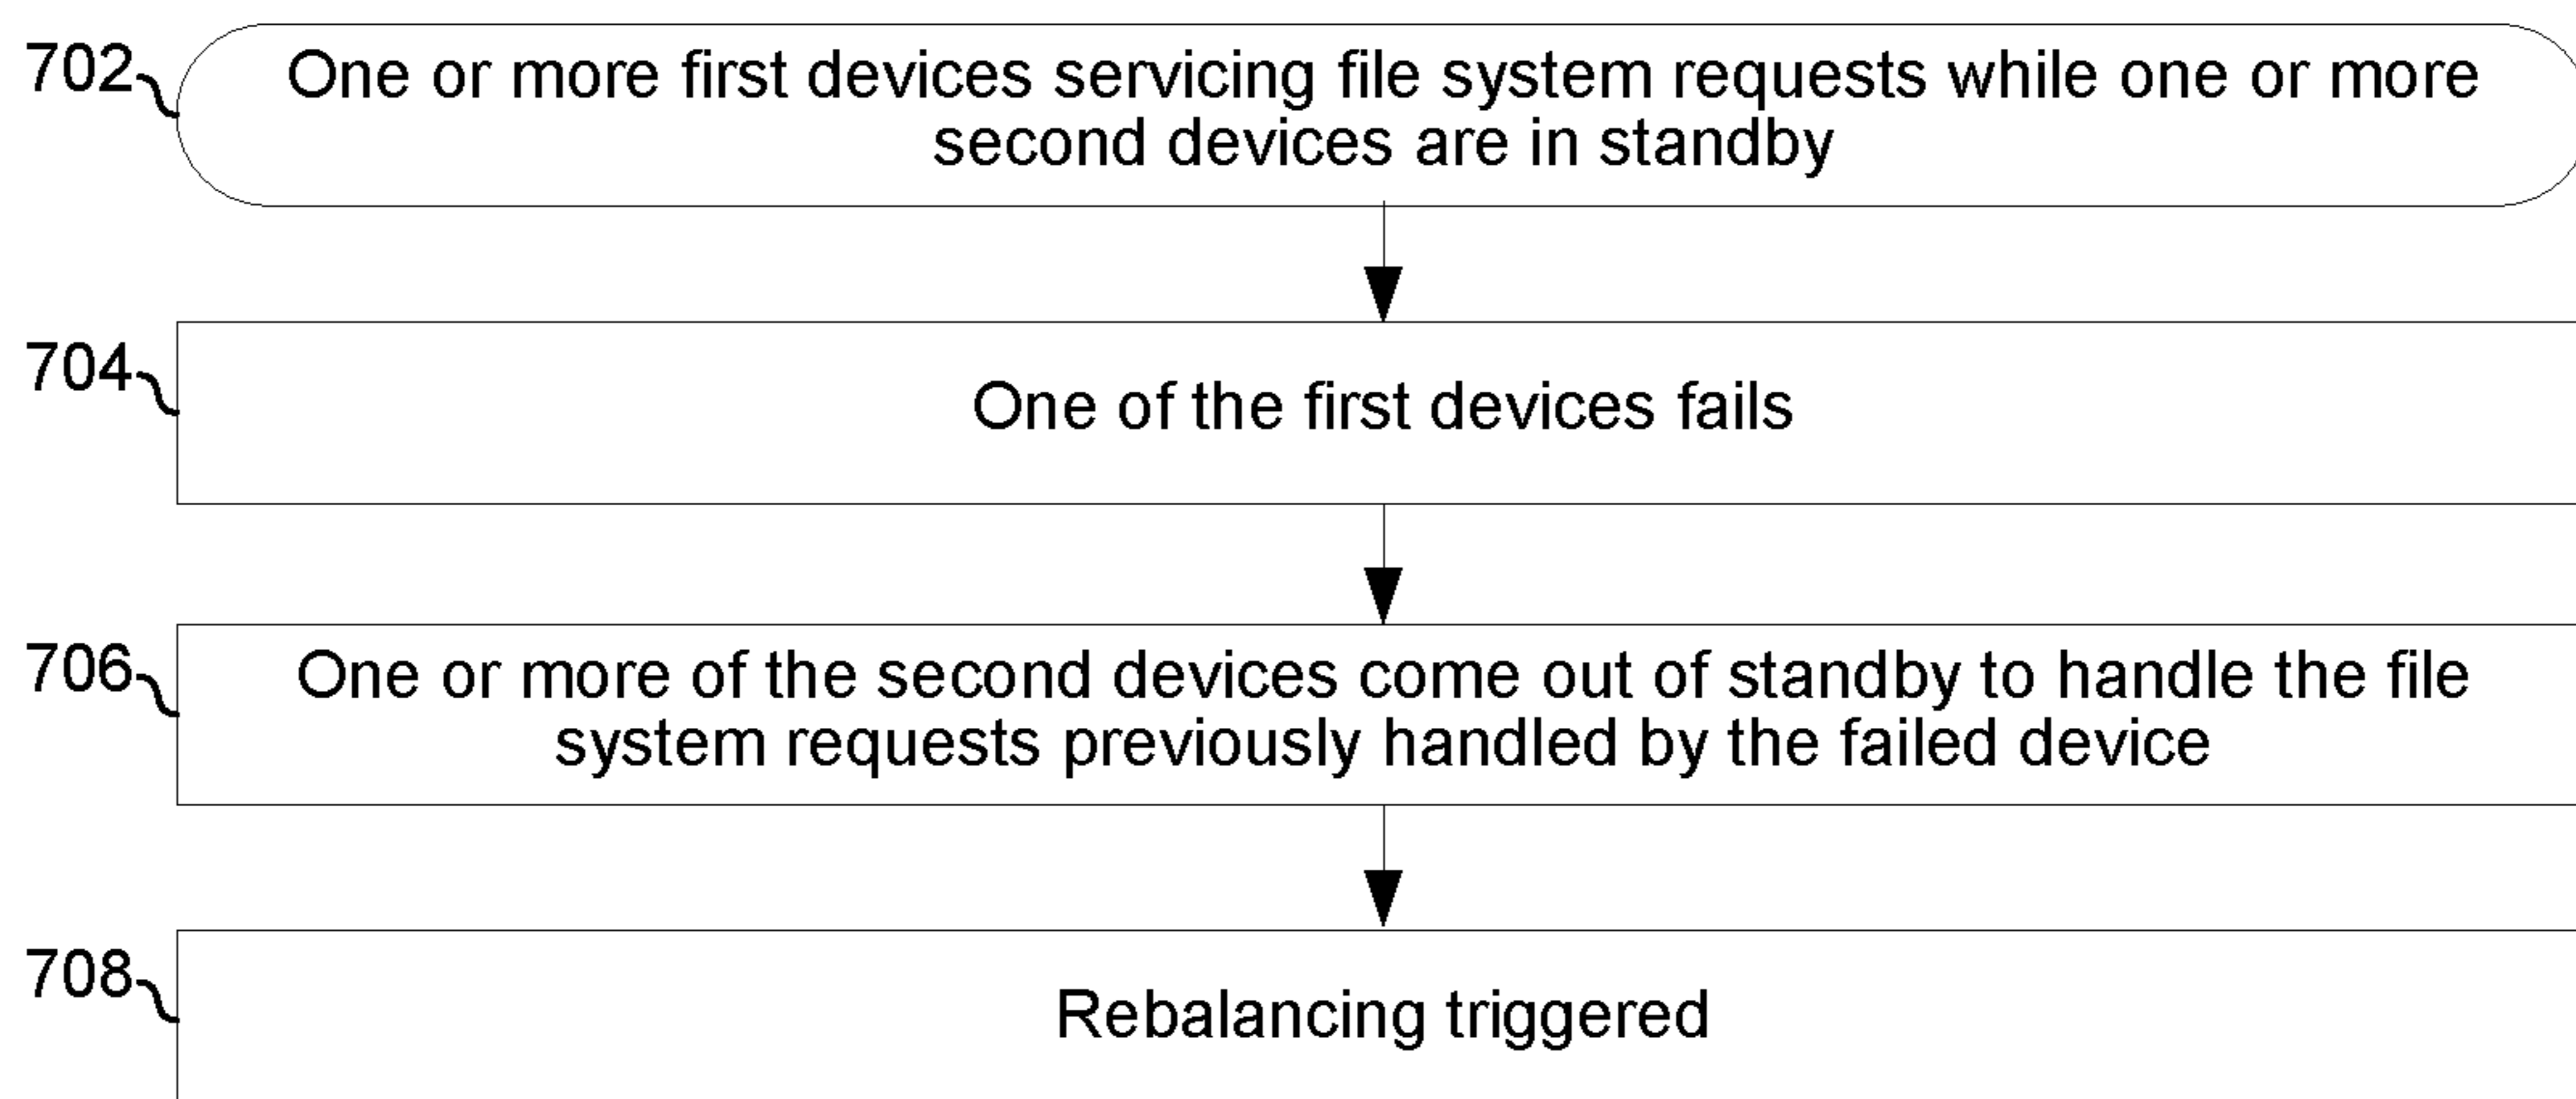 702
One or more first devices servicing file system requests while one or more
second devices are in standby
704
One of the first devices fails
706
One or more of the second devices come out of standby to handle the file
system requests previously handled by the failed device
708
Rebalancing triggered